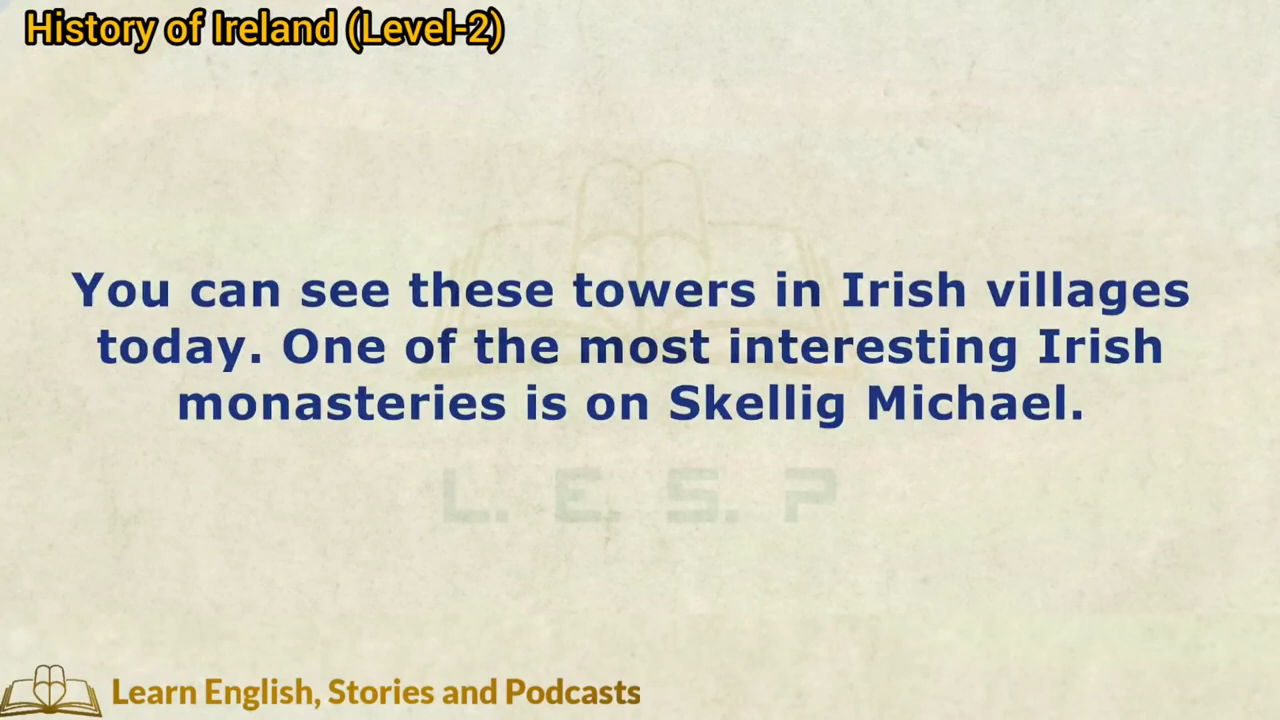 History of Ireland (Level-2)
You can see these towers in Irish villages
today. One of the most interesting Irish
monasteries is on Skellig Michael.
L. E. S. P
Learn English, Stories and Podcasts